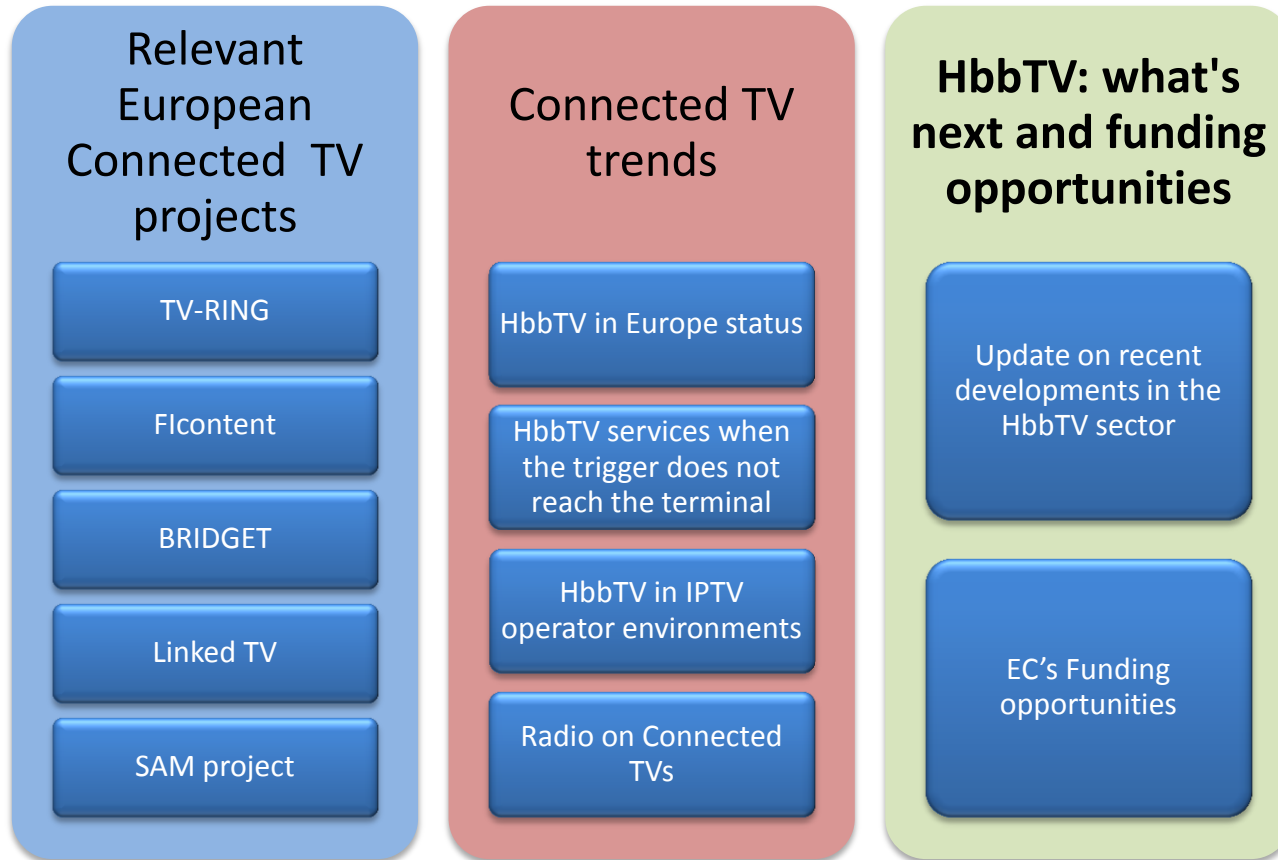 Relevant
European
Connected TV
projects
TV-RING
FIcontent
BRIDGET
Linked TV
SAM project
Connected TV
trends
HbbTV in Europe status
HbbTV services when
the trigger does not
reach the terminal
HbbTV in IPTV
operator environments
Radio on Connected
TVs
HbbTV: what's
next and funding
opportunities
Update on recent
developments in the
HbbTV sector
EC’s Funding
opportunities